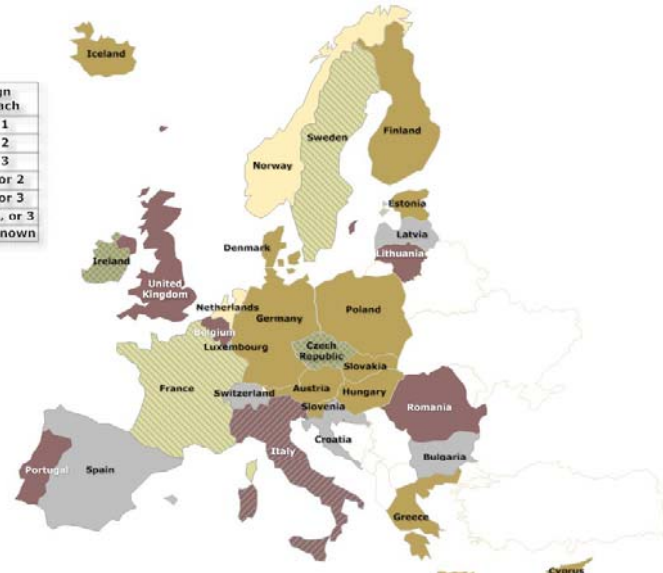 Iceland
gn
ach
1
2
3
or 2
or 3
, or 3
nown
Sweden
Finland
Norway
Estonia
Latvia
Lithuania
Denmark
Ireland
United
Kingdom
Netherlands
Belgium
Germany
Poland
Luxembourg
Czech
Republic
Slovakia
France
Switzerland
Austria
Hungary
Slovenia
Romania
Croatia
Italy
Bulgaria
Portugal
Spain
Greece
Cyprus